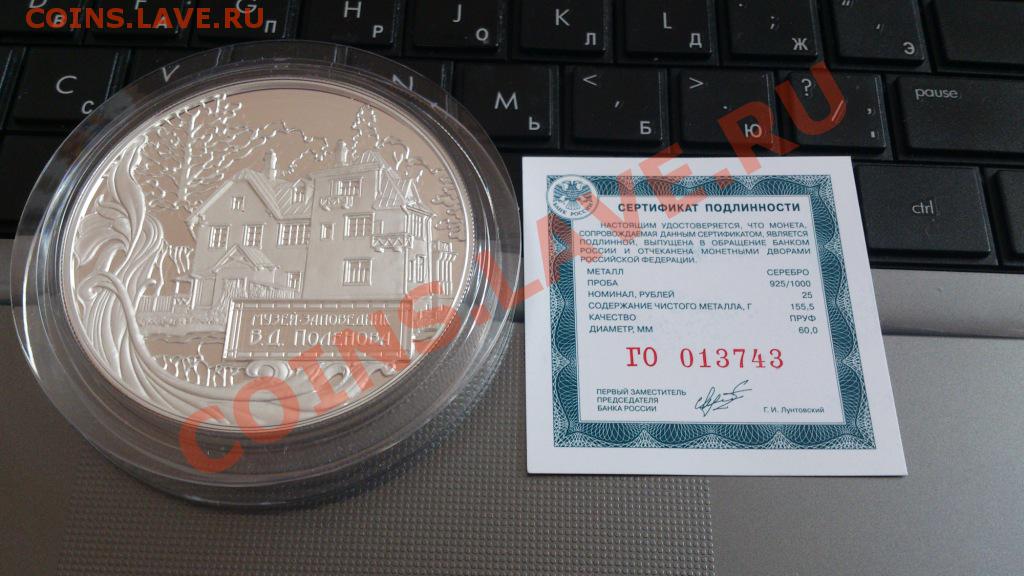 COINS.LAVE.RU
COINS.LAVE.RU
К
Л
Д
Ж
Э
Н
Р
J
О
K
L
:
;
C
С
V
N
M
Ь
<
,
Б
>
.
Ю
?
/
pause
ctrl
МУЗЕЙ-ЗАПОВЕДНИК
В.Д. ПОЛЕНОВА
СЕРТИФИКАТ ПОДЛИННОСТИ
НАСТОЯЩИМ УДОСТОВЕРЯЕТСЯ, ЧТО МОНЕТА,
СОПРОВОЖДАЕМАЯ ДАННЫМ СЕРТИФИКАТОМ, ЯВЛЯЕТСЯ
ПОДЛИННОЙ, ВЫПУЩЕНА В ОБРАЩЕНИЕ БАНКОМ
РОССИИ И ОТЧЕКАНЕНА МОНЕТНЫМИ ДВОРАМИ
РОССИЙСКОЙ ФЕДЕРАЦИИ.
МЕТАЛЛ СЕРЕБРО
ПРОБА 925/1000
НОМИНАЛ, РУБЛЕЙ 25
СОДЕРЖАНИЕ ЧИСТОГО МЕТАЛЛА, Г 155,5
КАЧЕСТВО ПРУФ
ДИАМЕТР, ММ 60,0
ГО 013743
ПЕРВЫЙ ЗАМЕСТИТЕЛЬ
ПРЕДСЕДАТЕЛЯ
БАНКА РОССИИ
Г. И. Лунтовский